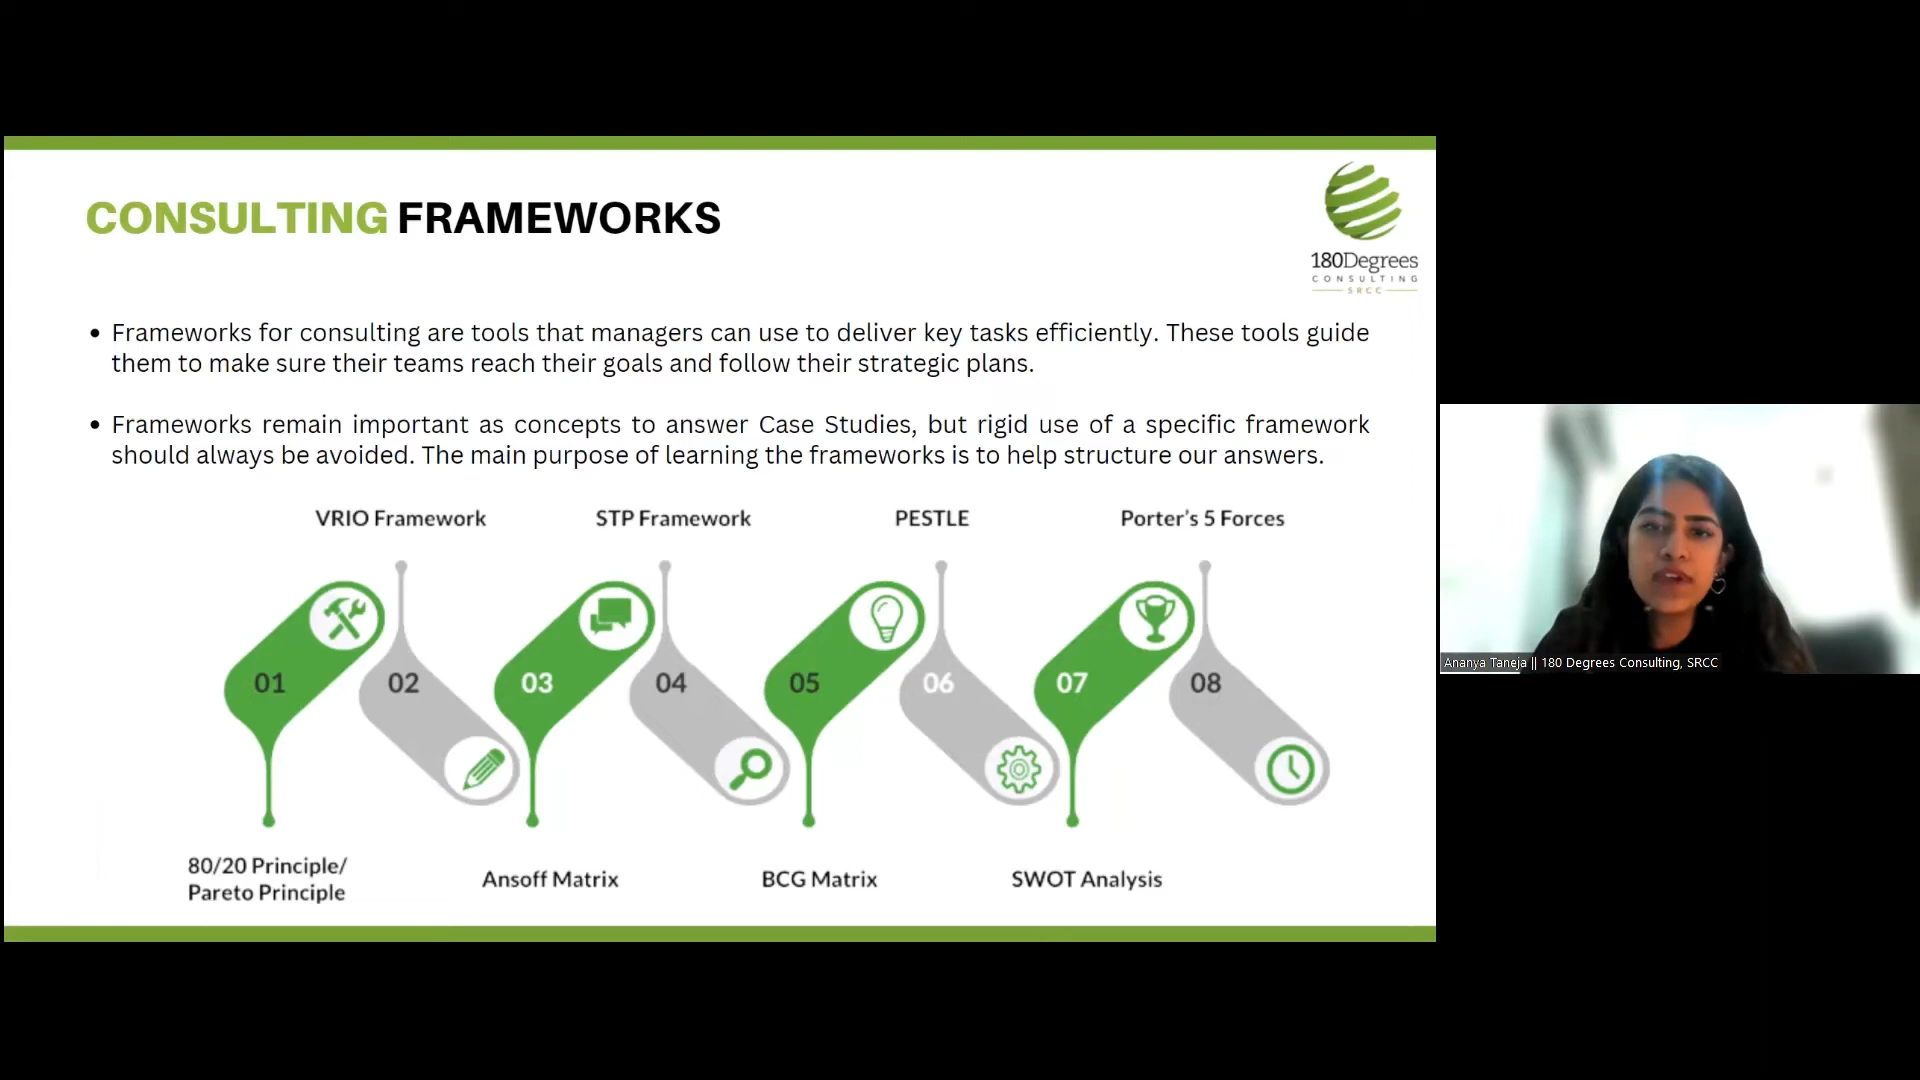 CONSULTING FRAMEWORKS
180Degrees
CONSULTING
SRCC
• Frameworks for consulting are tools that managers can use to deliver key tasks efficiently. These tools guide
them to make sure their teams reach their goals and follow their strategic plans.
• Frameworks remain important as concepts to answer Case Studies, but rigid use of a specific framework
should always be avoided. The main purpose of learning the frameworks is to help structure our answers.
VRIO Framework
STP Framework
PESTLE
Porter's 5 Forces
01
02
03
04
05
06
07
08
80/20 Principle/
Pareto Principle
Ansoff Matrix
BCG Matrix
SWOT Analysis
Ananya Taneja || 180 Degrees Consulting, SRCC